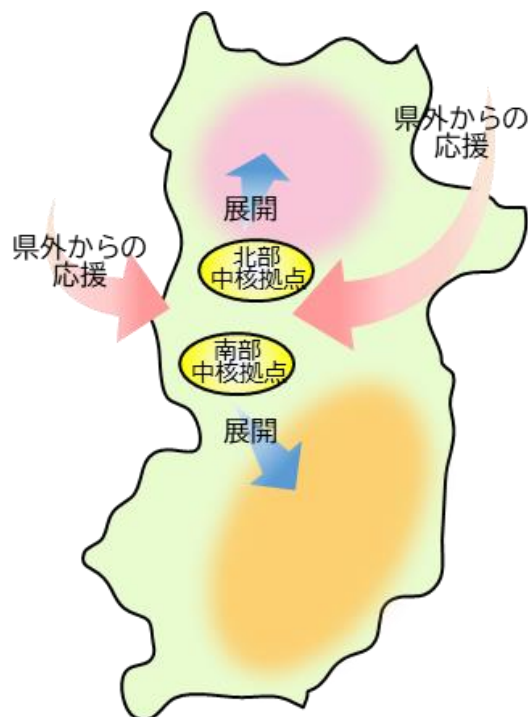 県外からの
応援
展開
県外からの
応援
北部
中核拠点
南部
中核拠点
展開